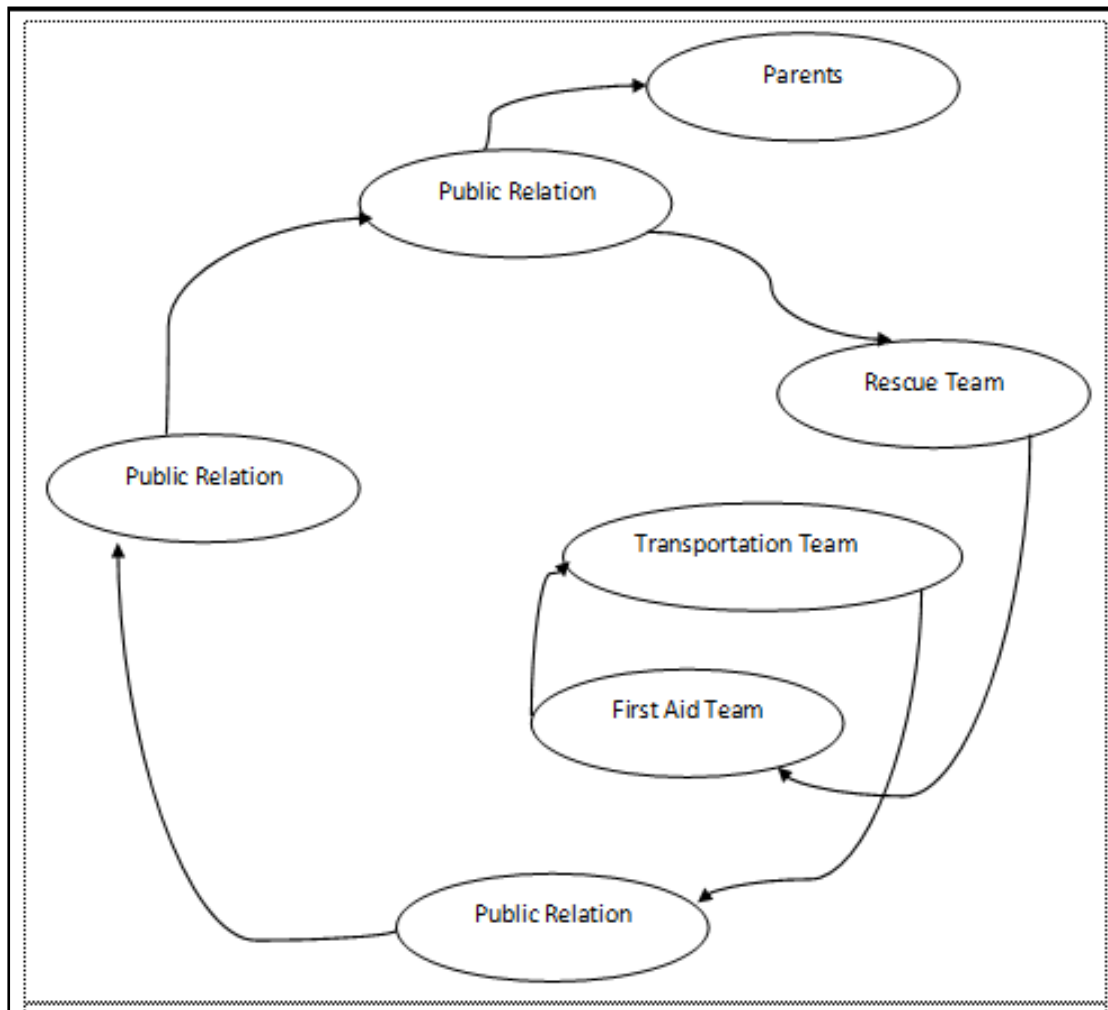 Parents
Public Relation
Rescue Team
Public Relation
Transportation Team
First Aid Team
Public Relation